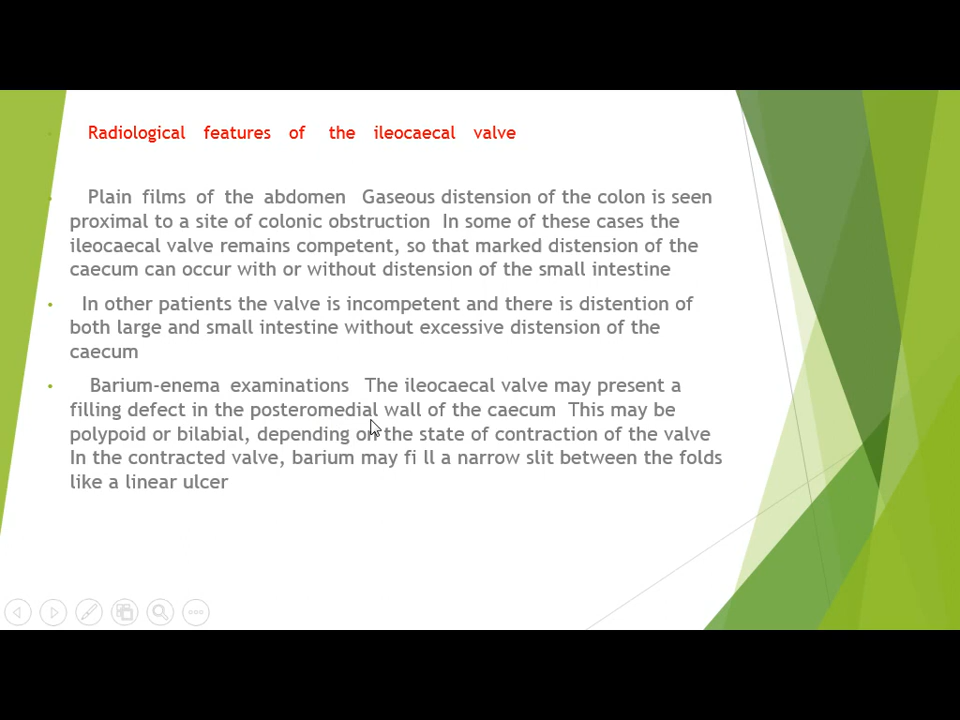 • Radiological features of the ileocaecal valve
• Plain films of the abdomen Gaseous distension of the colon is seen
proximal to a site of colonic obstruction In some of these cases the
ileocaecal valve remains competent, so that marked distension of the
caecum can occur with or without distension of the small intestine
• In other patients the valve is incompetent and there is distention of
both large and small intestine without excessive distension of the
caecum
• Barium-enema examinations The ileocaecal valve may present a
filling defect in the posteromedial wall of the caecum This may be
polypoid or bilabial, depending on the state of contraction of the valve
In the contracted valve, barium may fi ll a narrow slit between the folds
like a linear ulcer